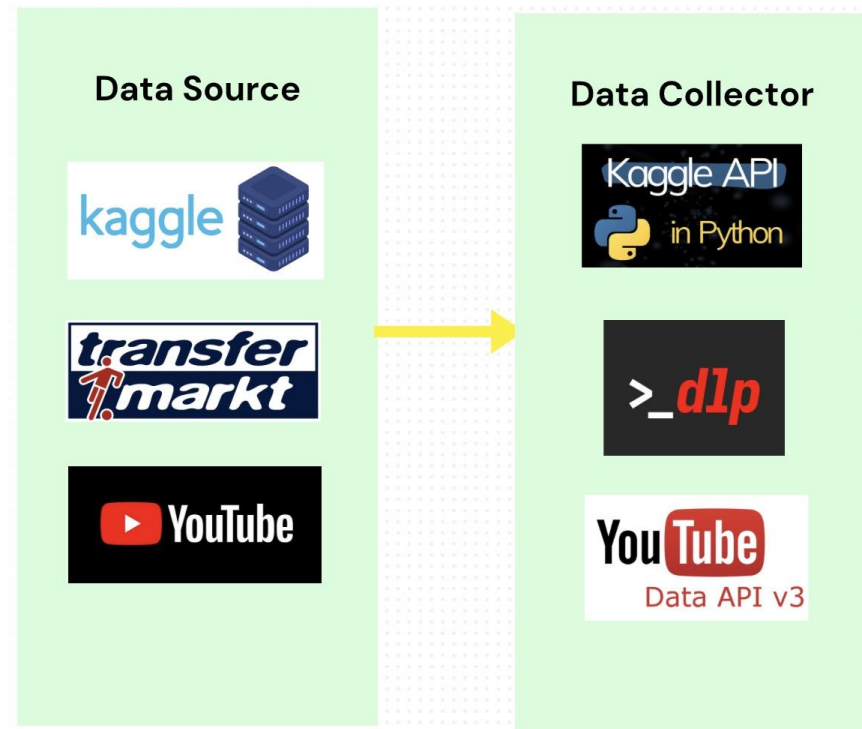 Data Source
kaggle
transfer
markt
YouTube
Data Collector
Kaggle API
in Python
>_dlp
YouTube
Data API v3